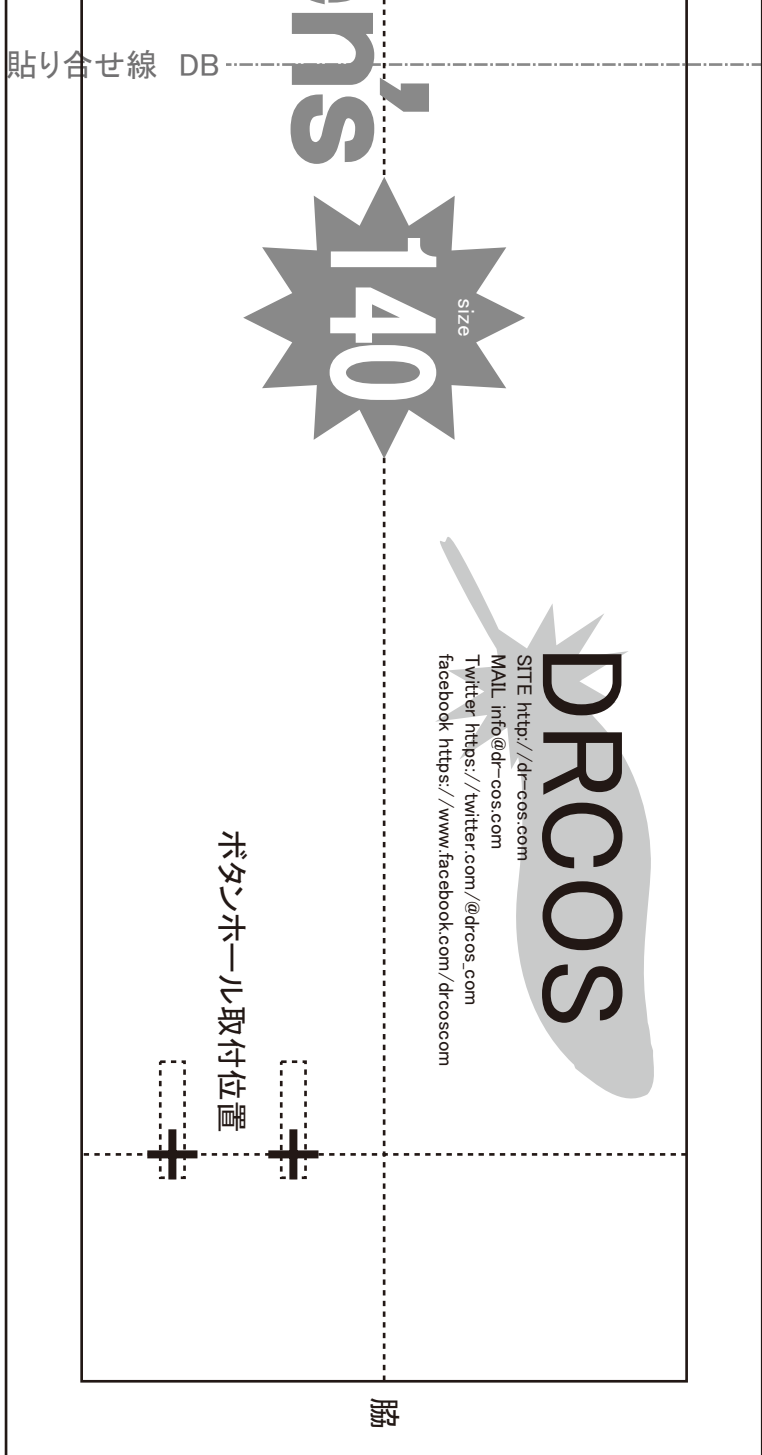 貼り合せ線 DB
en's
size
140
DRCOS
SITE http://dr-cos.com
MAIL info@dr-cos.com
Twitter https://twitter.com/@drcos_com
facebook https://www.facebook.com/drcoscom
ボタンホール取付位置
脇